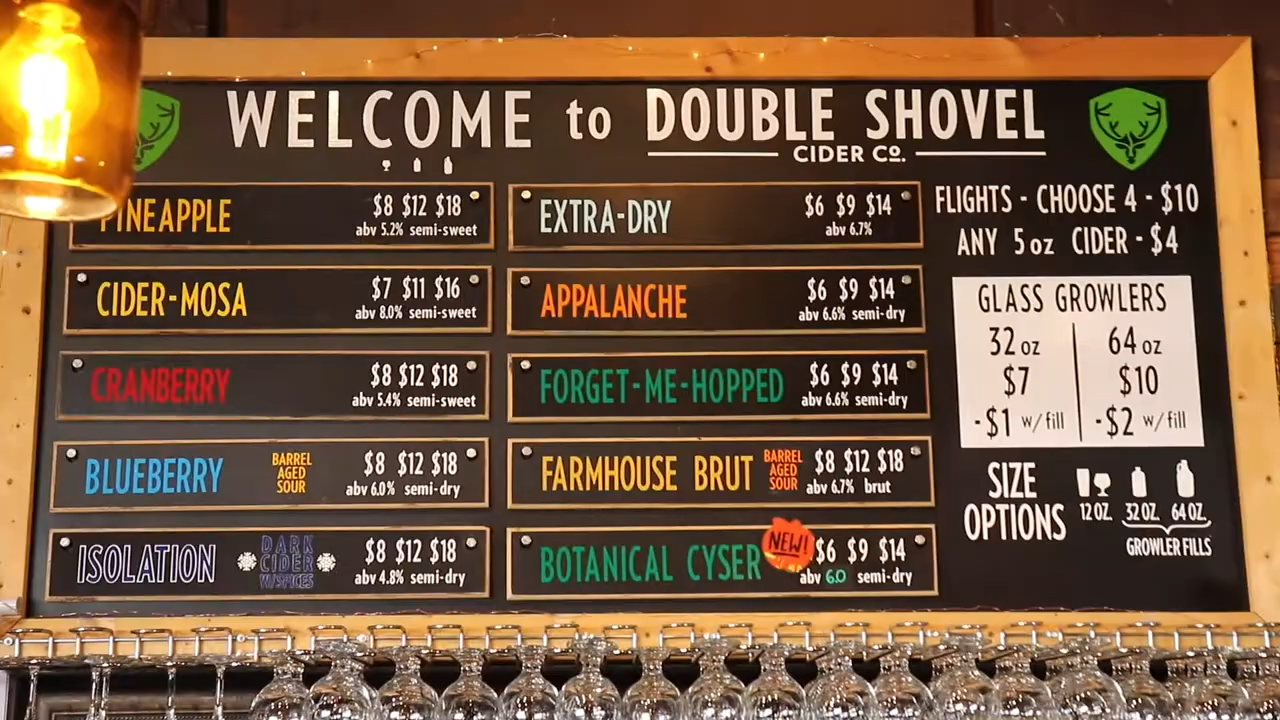 WELCOME to DOUBLE SHOVEL
CIDER Co.
PINEAPPLE $8 $12 $18
abv 5.2% semi-sweet
CIDER-MOSA $7 $11 $16
abv 8.0% semi-sweet
CRANBERRY $8 $12 $18
abv 5.4% semi-sweet
BLUEBERRY BARREL AGED SOUR $8 $12 $18
abv 6.0% semi-dry
ISOLATION DARK CIDER W/SPICES $8 $12 $18
abv 4.8% semi-dry
EXTRA-DRY $6 $9 $14
abv 6.7%
APPALANCHE $6 $9 $14
abv 6.6% semi-dry
FORGET-ME-HOPPED $6 $9 $14
abv 6.6% semi-dry
FARMHOUSE BRUT BARREL AGED SOUR $8 $12 $18
abv 6.7% brut
BOTANICAL CYSER NEW! $6 $9 $14
abv 6.0 semi-dry
FLIGHTS - CHOOSE 4 - $10
ANY 5oz CIDER - $4
GLASS GROWLERS
32 oz 64 oz
$7 $10
-$1 w/fill -$2 w/fill
SIZE OPTIONS
12 OZ. 32 OZ. 64 OZ.
GROWLER FILLS